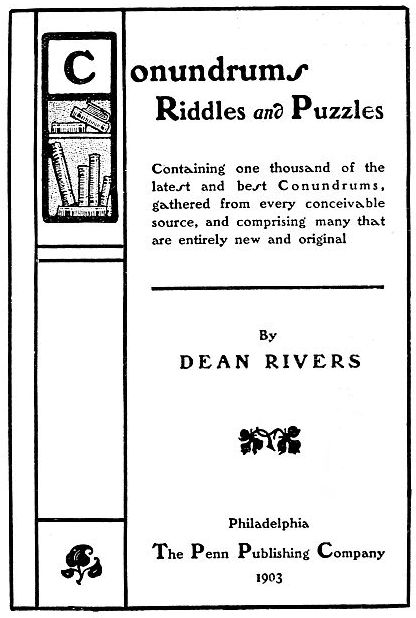 Conundrums
Riddles and Puzzles
Containing one thousand of the
latest and best Conundrums,
gathered from every conceivable
source, and comprising many that
are entirely new and original
By
DEAN RIVERS
Philadelphia
The Penn Publishing Company
1903